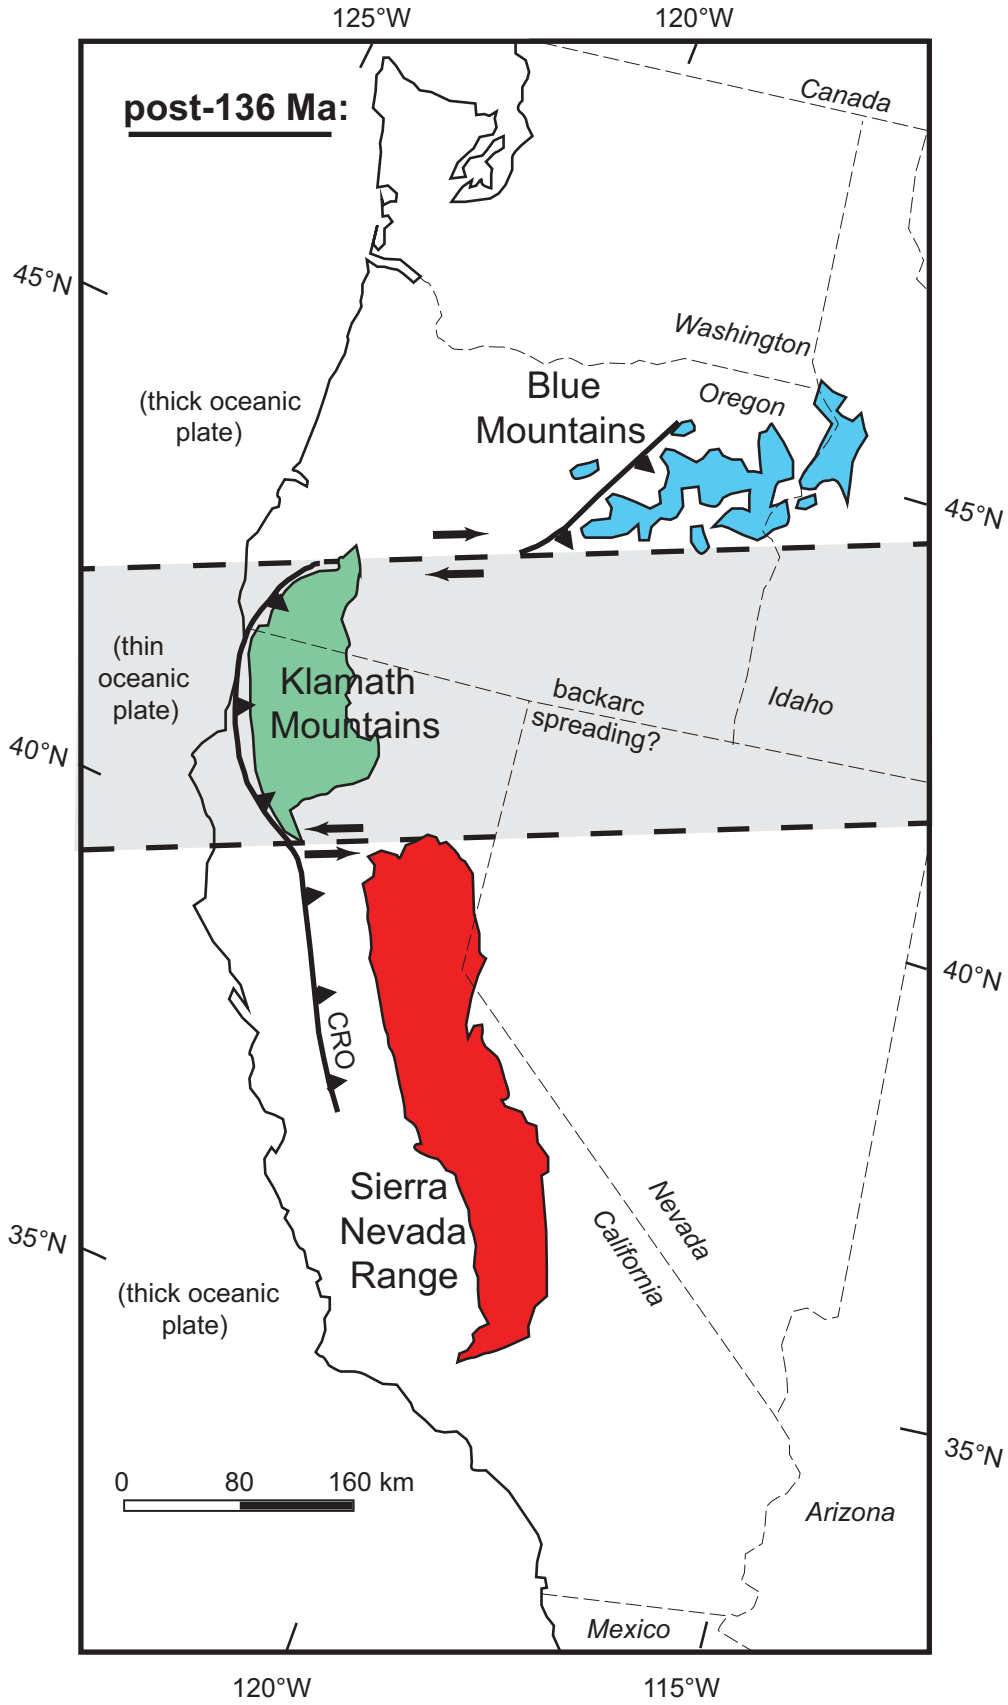 125°W
120°W
post-136 Ma:
Canada
45°N
Washington
Blue
Mountains
Oregon
(thick oceanic
plate)
45°N
(thin
oceanic
plate)
Klamath
Mountains
backarc
spreading?
Idaho
40°N
40°N
CRO
Sierra
Nevada
Range
Nevada
California
35°N
(thick oceanic
plate)
35°N
0 80 160 km
Arizona
Mexico
120°W
115°W